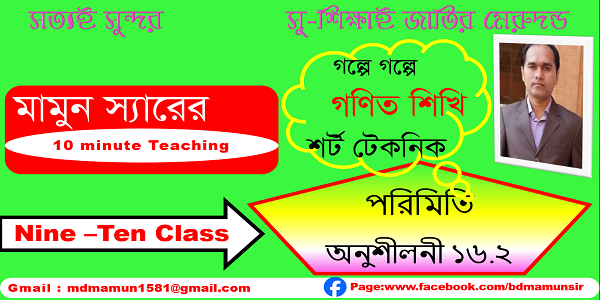 সত্যই সুন্দর
সু-শিক্ষাই জাতির মেরুদন্ড
গল্পে গল্পে
গণিত শিখি
শর্ট টেকনিক
মামুন স্যারের
10 minute Teaching
Nine –Ten Class
পরিমিতি
অনুশীলনী ১৬.২
Gmail : mdmamun1581@gmail.com
Page:www.facebook.com/bdmamunsir